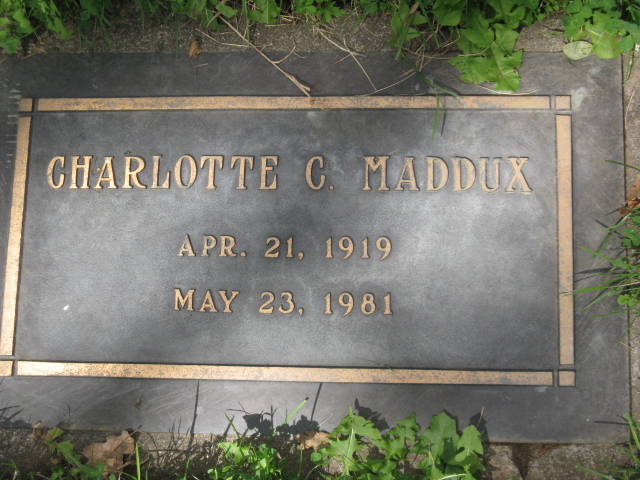 CHARLOTTE C. MADDUX
APR. 21, 1919
MAY 23, 1981